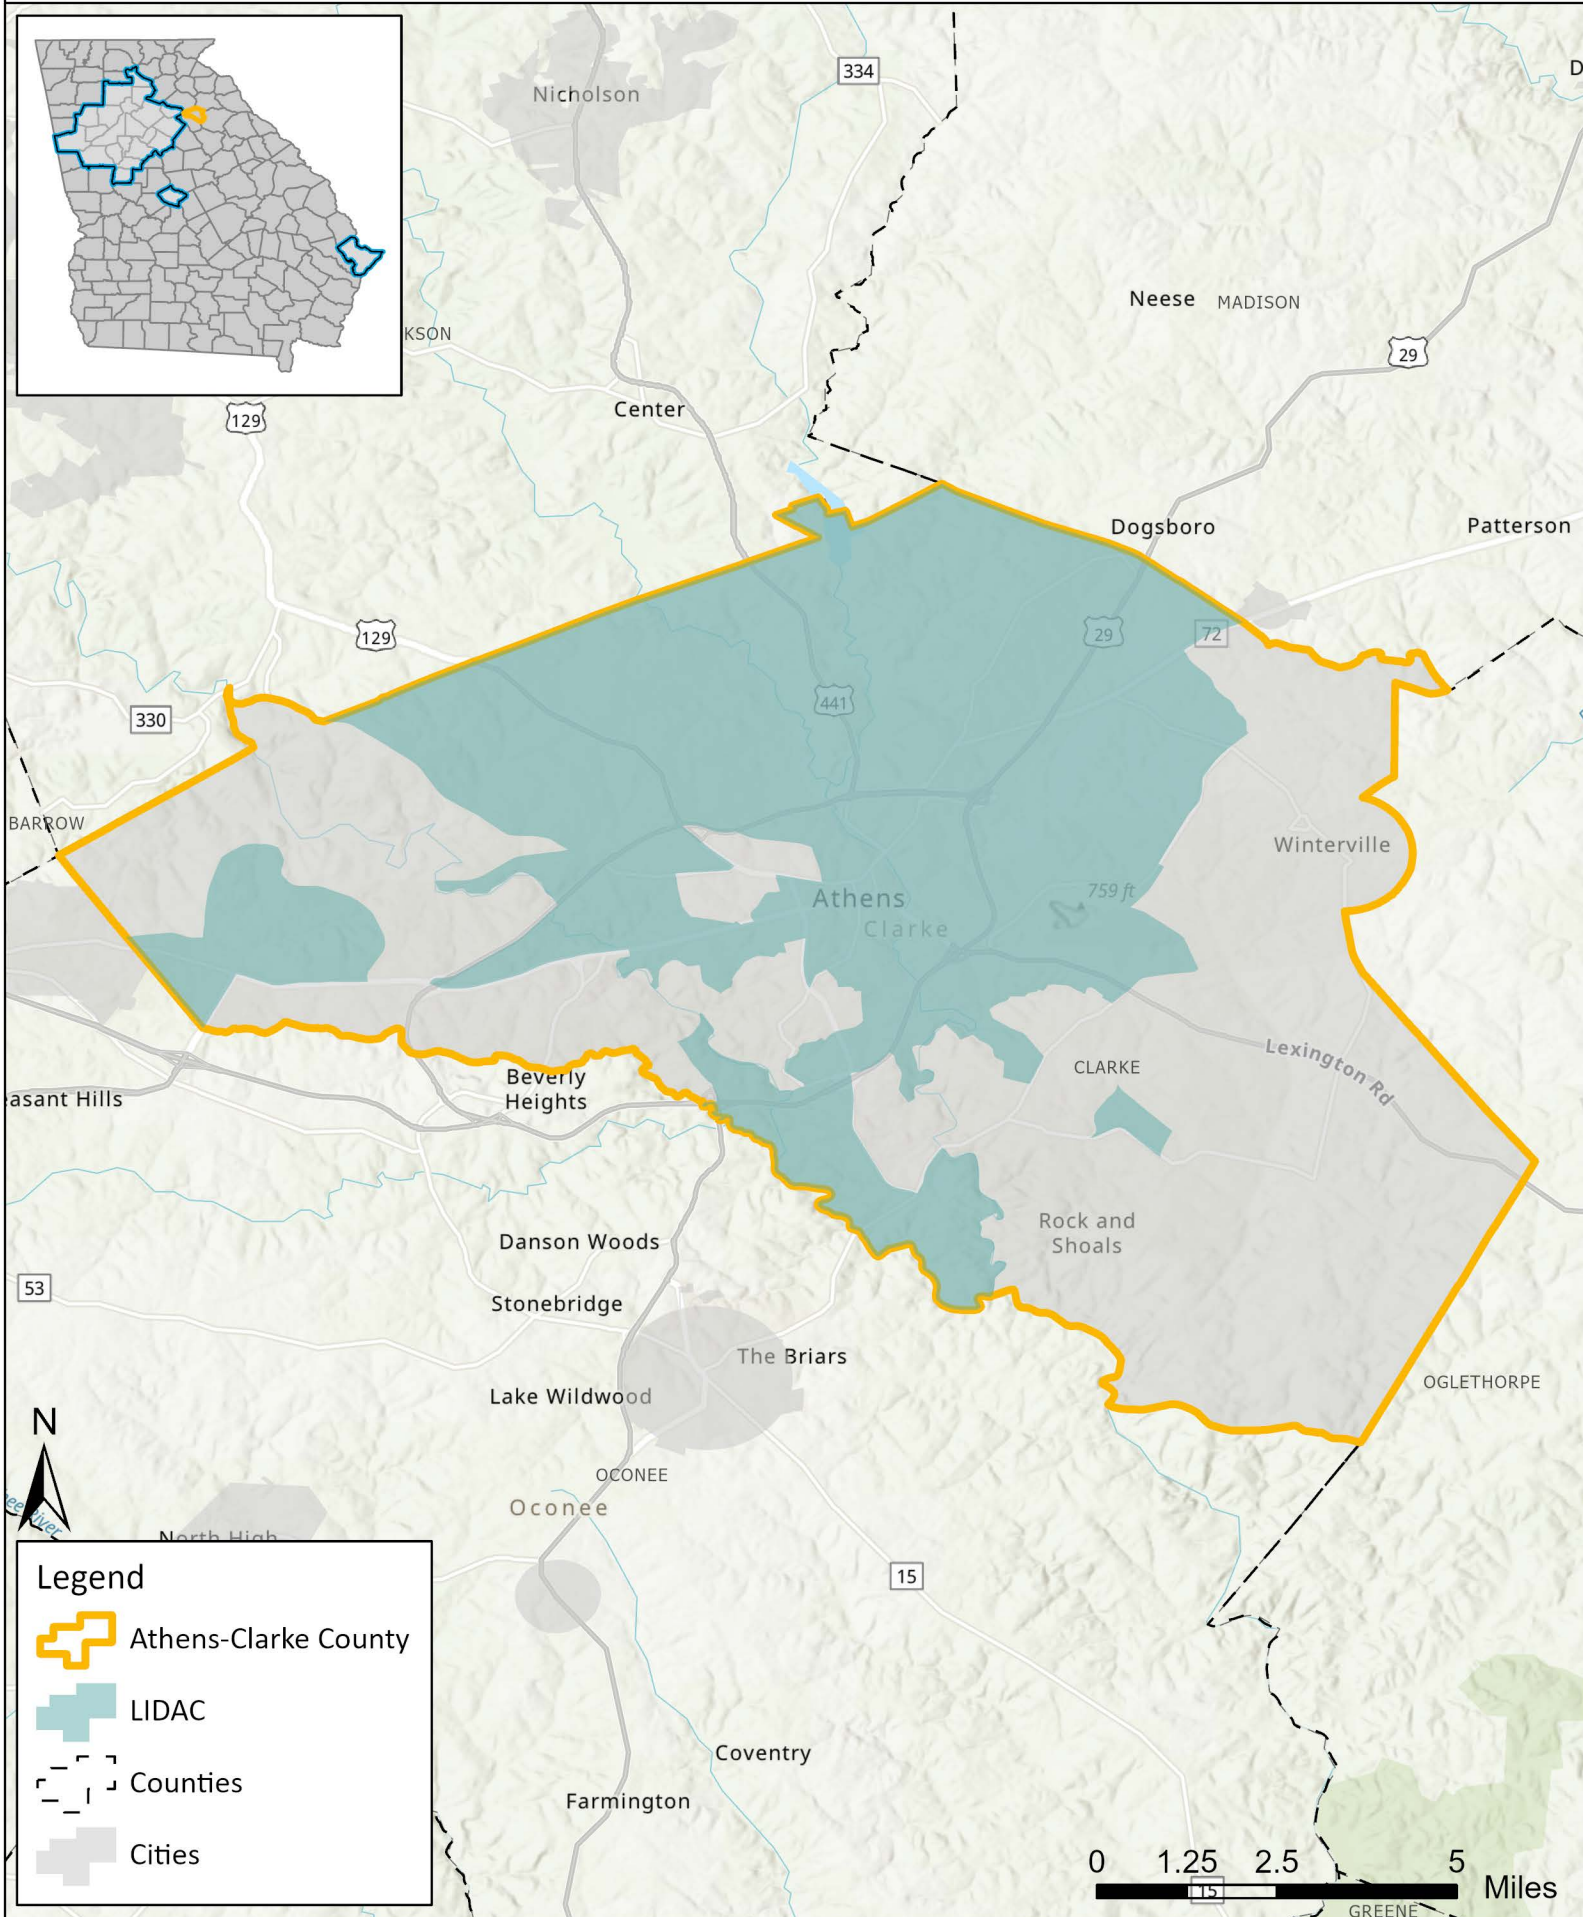 334
D
Nicholson
Neese
MADISON
KSON
29
129
Center
Dogsboro
Patterson
129
29
72
330
441
BARROW
Winterville
Athens
759 ft
Clarke
CLARKE
Lexington Rd
easant Hills
Beverly
Heights
Rock and
Shoals
Danson Woods
53
Stonebridge
The Briars
OGLETHORPE
Lake Wildwood
N
OCONEE
Oconee
North High
15
Legend
Athens-Clarke County
LIDAC
Counties
Cities
Coventry
Farmington
0 1.25 2.5 5
Miles
15
GREENE